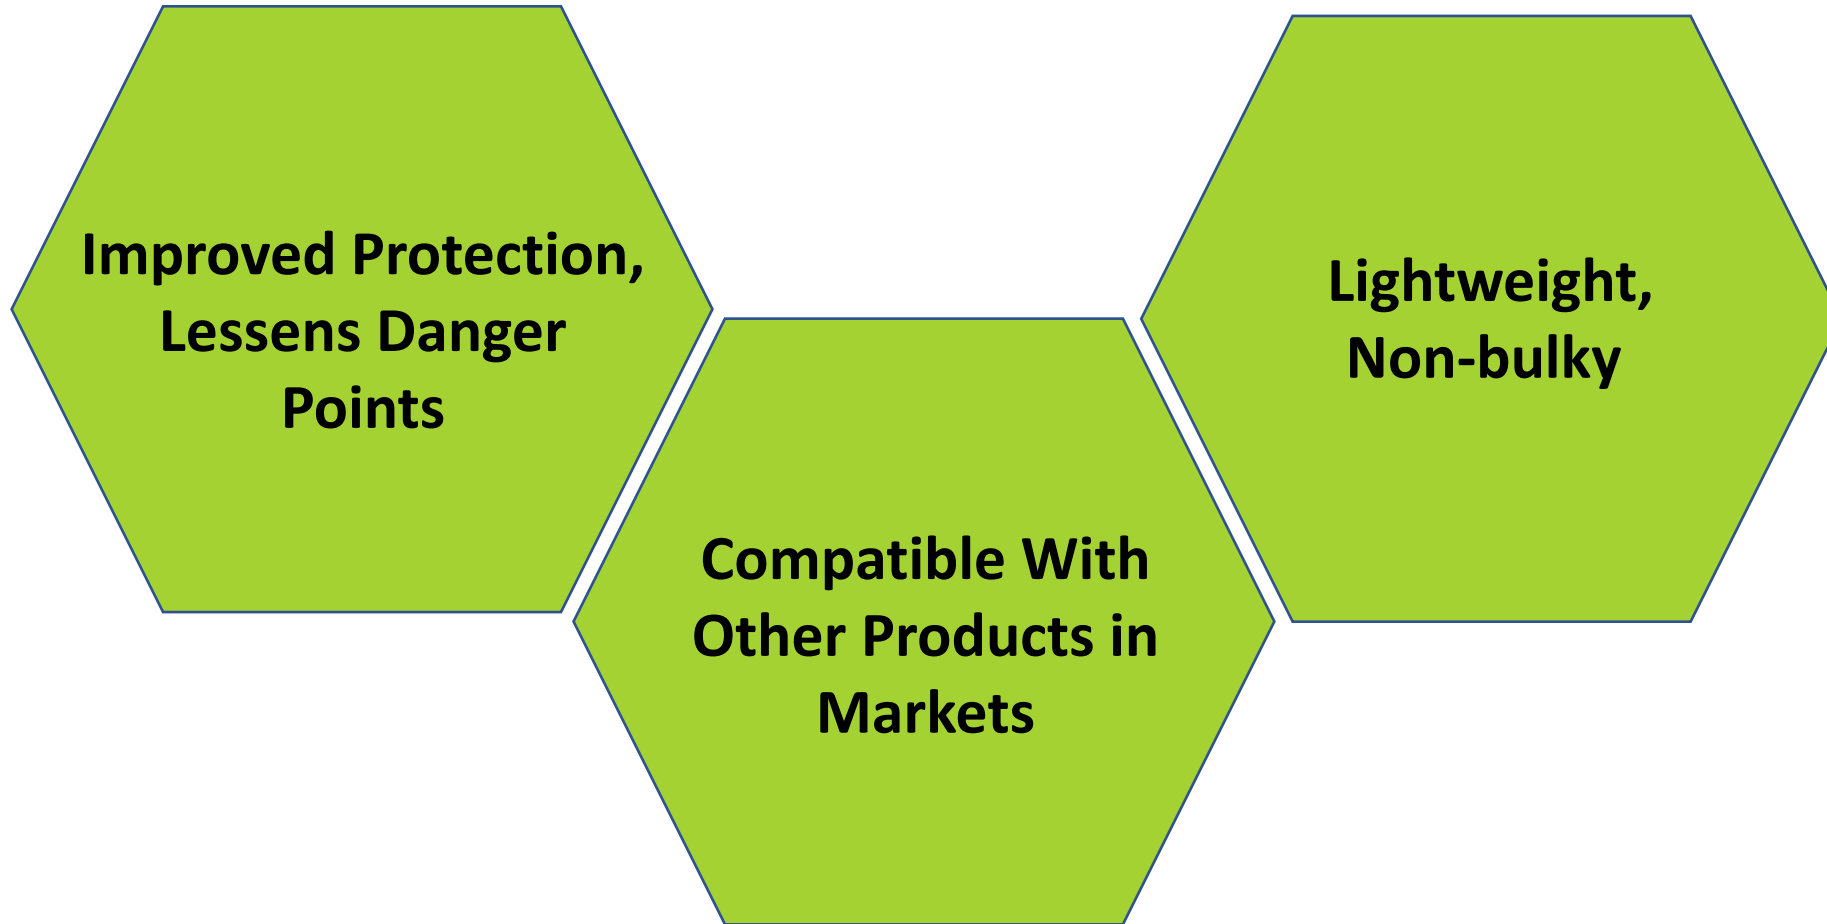 Improved Protection,
Lessens Danger
Points
Compatible With
Other Products in
Markets
Lightweight,
Non-bulky